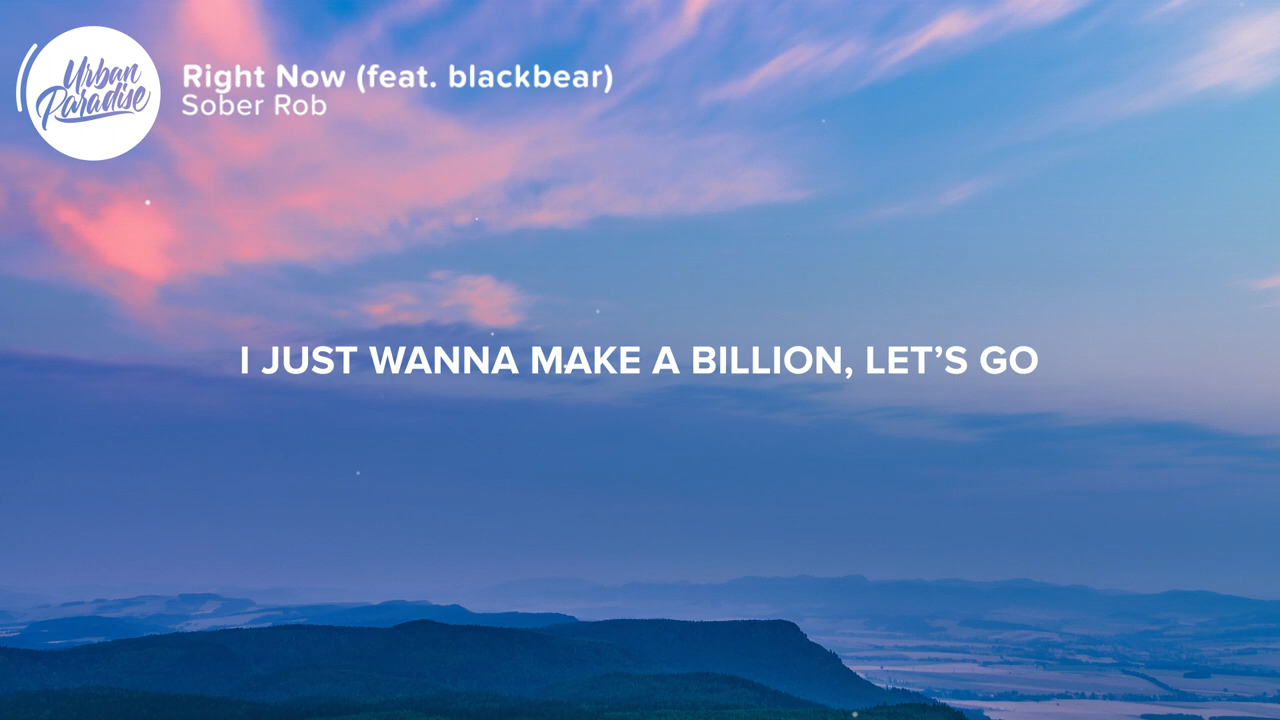 Urban
Paradise
Right Now (feat. blackbear)
Sober Rob
I JUST WANNA MAKE A BILLION, LET’S GO